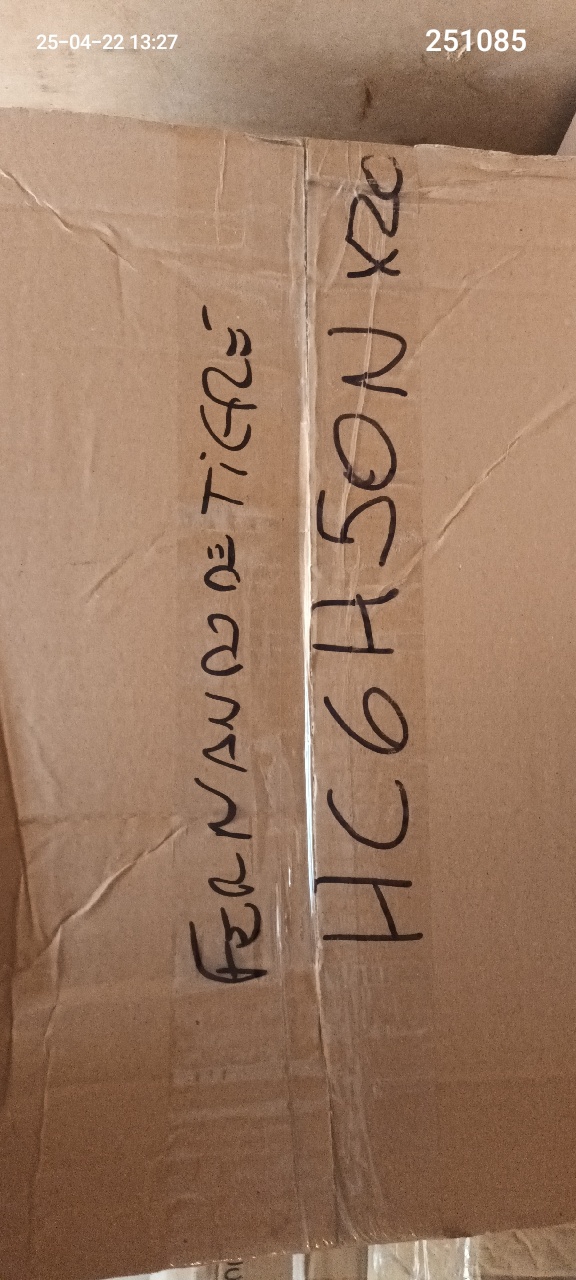 25-04-22 13:27
251085
FERNANDO DE TIGRE
HC6H50N X20